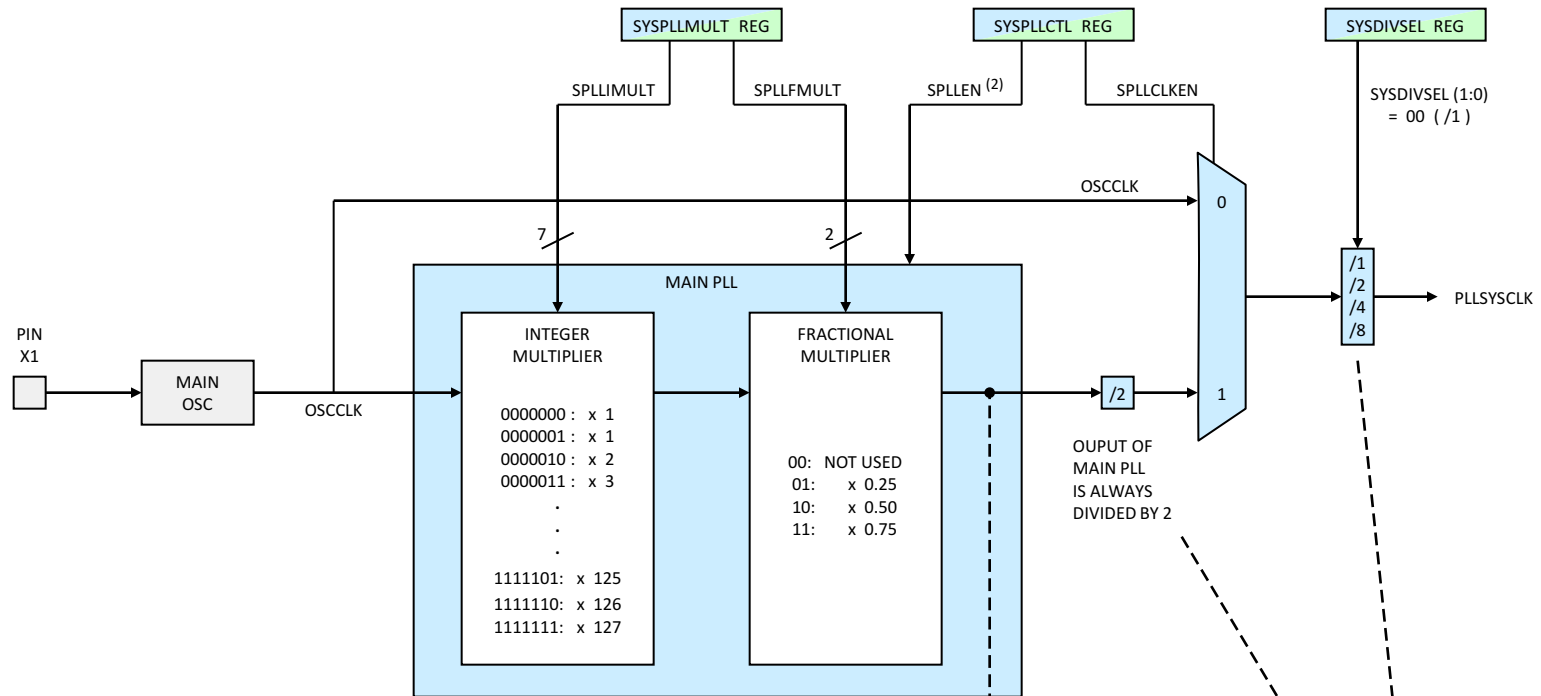 SYSPLLMULT REG
SYSPLLCTL REG
SYSDIVSEL REG
SPLLIMULT
SPLLFMULT
SPLLEN (2)
SPLLCLKEN
SYSDIVSEL (1:0)
= 00 ( /1 )
OSCCLK
0
7
2
MAIN PLL
/1
/2
/4
/8
PLLSYSCLK
PIN
X1
MAIN
OSC
OSCCLK
INTEGER
MULTIPLIER
0000000 : x 1
0000001 : x 1
0000010 : x 2
0000011 : x 3
.
.
.
1111101: x 125
1111110: x 126
1111111: x 127
FRACTIONAL
MULTIPLIER
00: NOT USED
01: x 0.25
10: x 0.50
11: x 0.75
/2
1
OUPUT OF
MAIN PLL
IS ALWAYS
DIVIDED BY 2